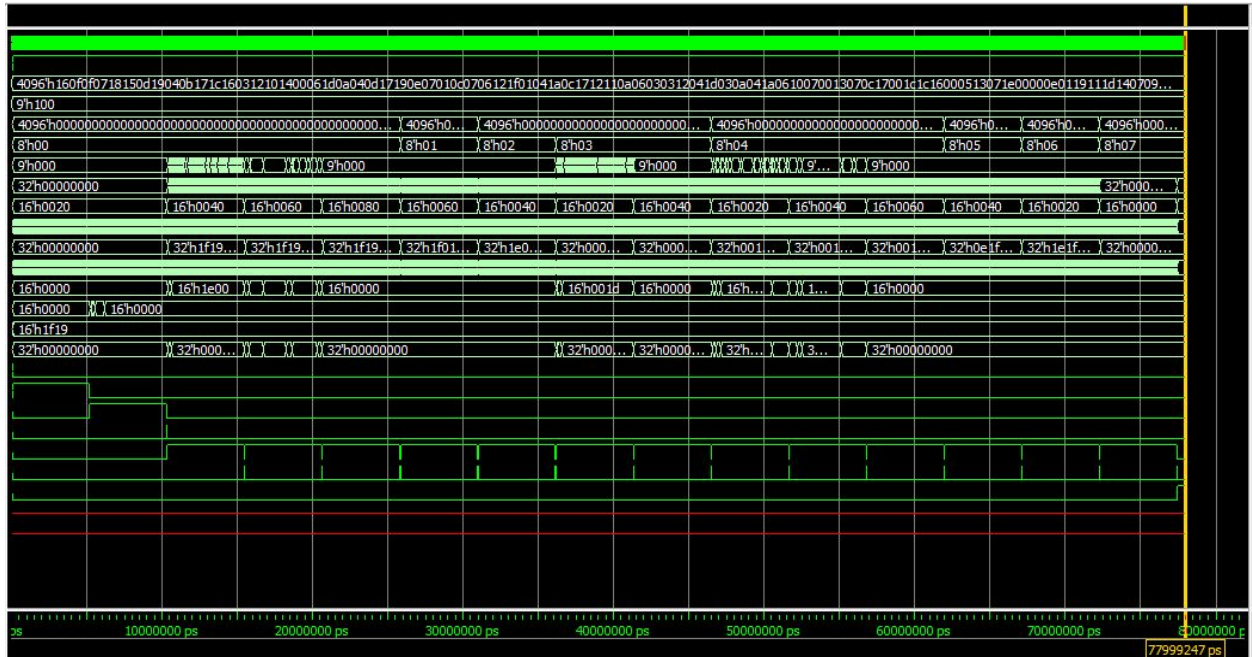 4096'h160f0f0718150d19040b171c16031210140061d0a040d17190e07010c0706121f01041a0c1712110a06030312041d030a041a0610070013070c17001c1c16000513071e00000e0119111d140709...
9'h100
4096'h000000000000000000000000000000000000000000000... 4096'h0... 4096'h000000000000000000000000... 4096'h0000000000000000000000000... 4096'h0... 4096'h0... 4096'h000...
8'h00 8'h01 8'h02 8'h03 8'h04 8'h05 8'h06 8'h07
9'h000 9'h000 9'h000 9'... 9'h000
32'h00000000 32'h000...
16'h0020 16'h0040 16'h0060 16'h0080 16'h0060 16'h0040 16'h0020 16'h0040 16'h0020 16'h0040 16'h0060 16'h0040 16'h0020 16'h0000
32'h00000000 32'h1f19... 32'h1f19... 32'h1f19... 32'h1f01... 32'h1e0... 32'h000... 32'h000... 32'h001... 32'h001... 32'h001... 32'h0e1f... 32'h1e1f... 32'h0000...
16'h0000 16'h1e00 16'h0000 16'h001d 16'h0000 16'h... 1... 16'h0000
16'h0000 16'h0000
16'h1f19
32'h00000000 32'h000... 32'h00000000 32'h000... 32'h0000... 32'h... 3... 32'h00000000
ps 10000000 ps 20000000 ps 30000000 ps 40000000 ps 50000000 ps 60000000 ps 70000000 ps 80000000 p
77999247 ps